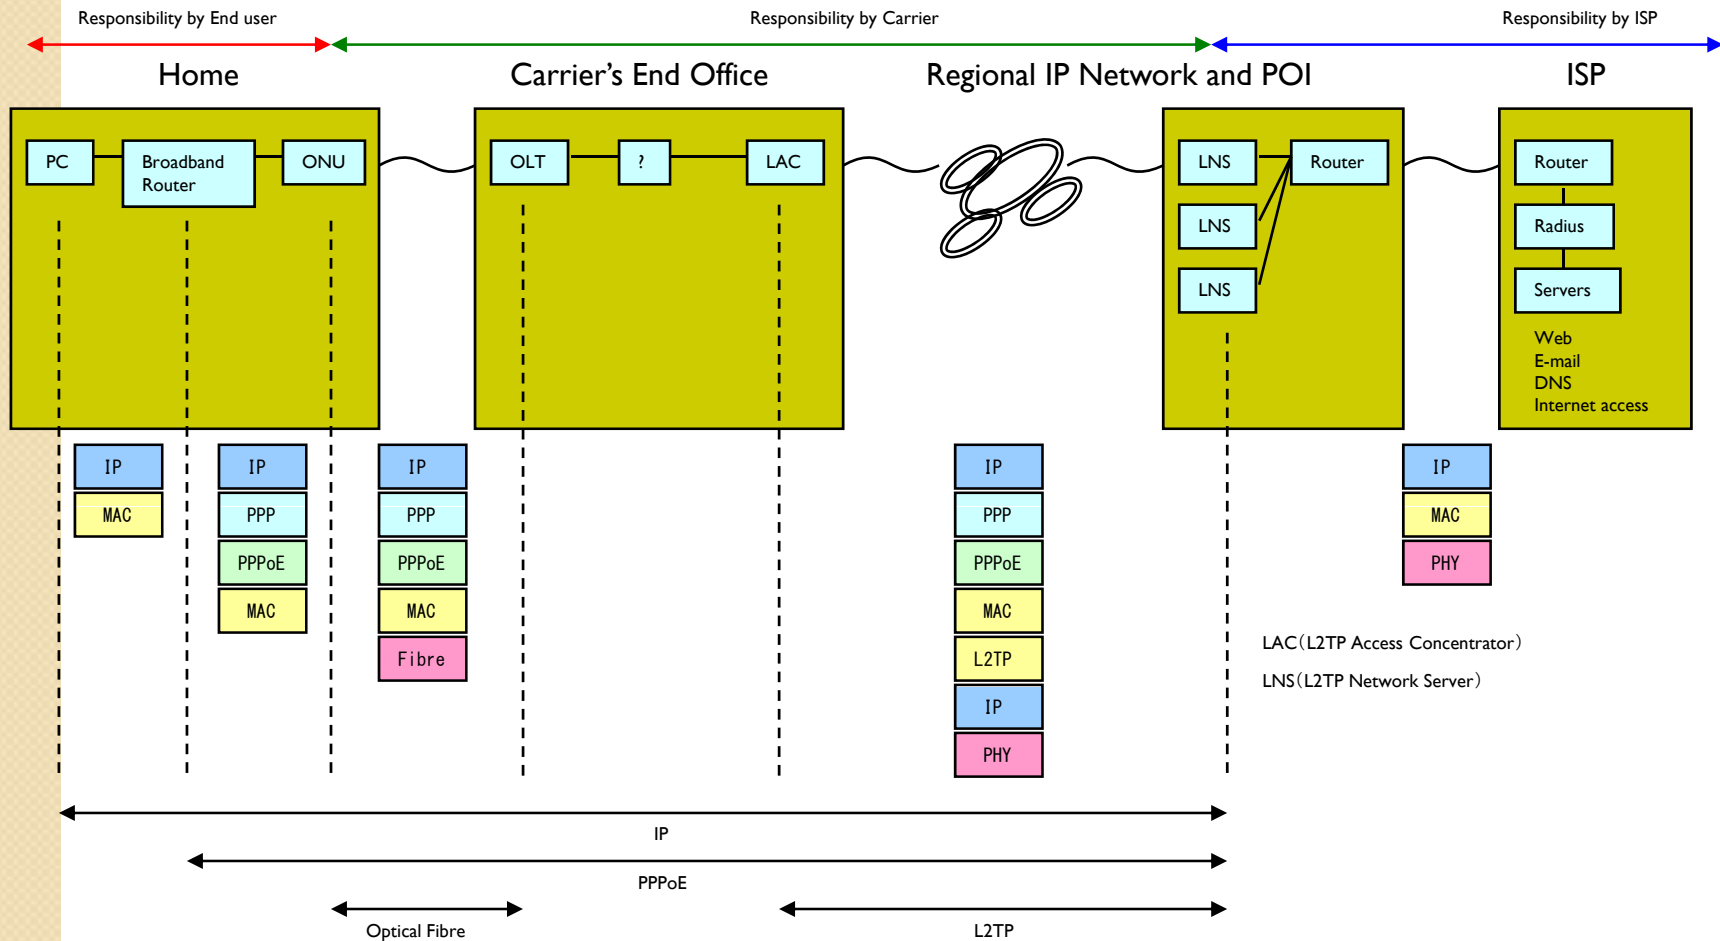 Responsibility by End user
Responsibility by Carrier
Responsibility by ISP
Home
Carrier’s End Office
Regional IP Network and POI
ISP
PC
Broadband
Router
ONU
OLT
?
LAC
LNS
Router
LNS
LNS
Router
Radius
Servers
Web
E-mail
DNS
Internet access
IP
MAC
IP
PPP
PPPoE
MAC
IP
PPP
PPPoE
MAC
Fibre
IP
PPP
PPPoE
MAC
L2TP
IP
PHY
IP
MAC
PHY
LAC（L2TP Access Concentrator）
LNS（L2TP Network Server）
IP
PPPoE
Optical Fibre
L2TP